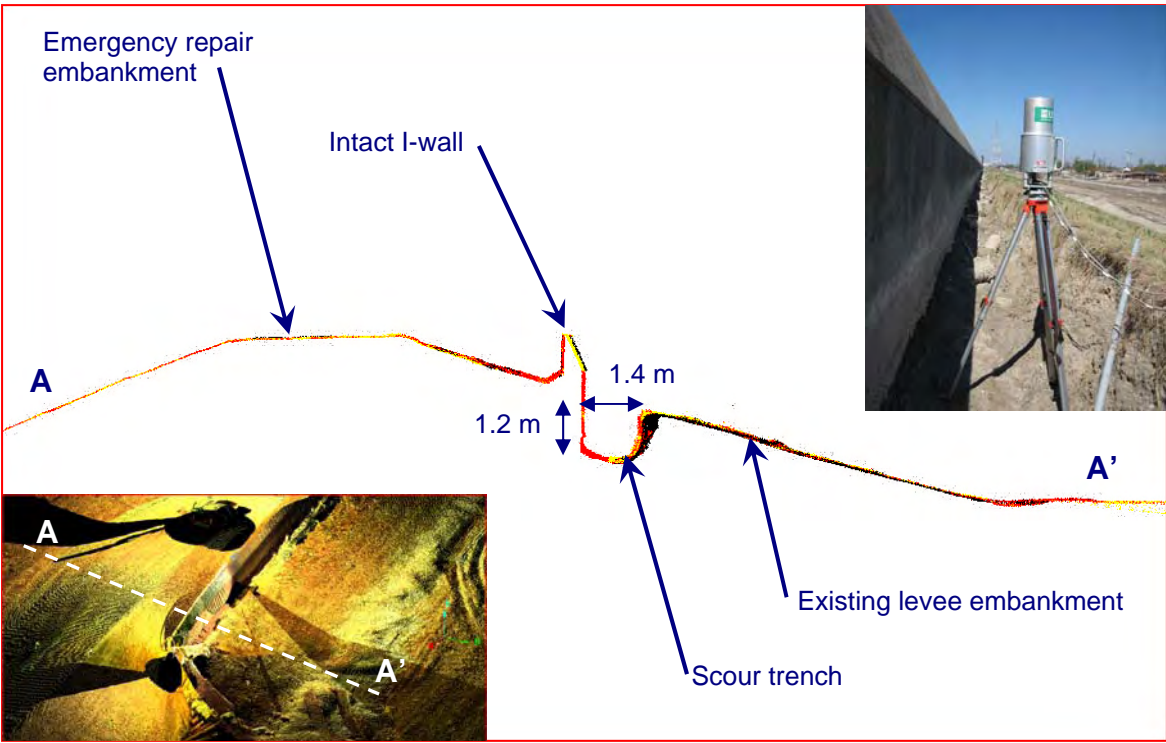 Emergency repair
embankment
Intact I-wall
A
1.4 m
1.2 m
A’
A
A’
Existing levee embankment
Scour trench